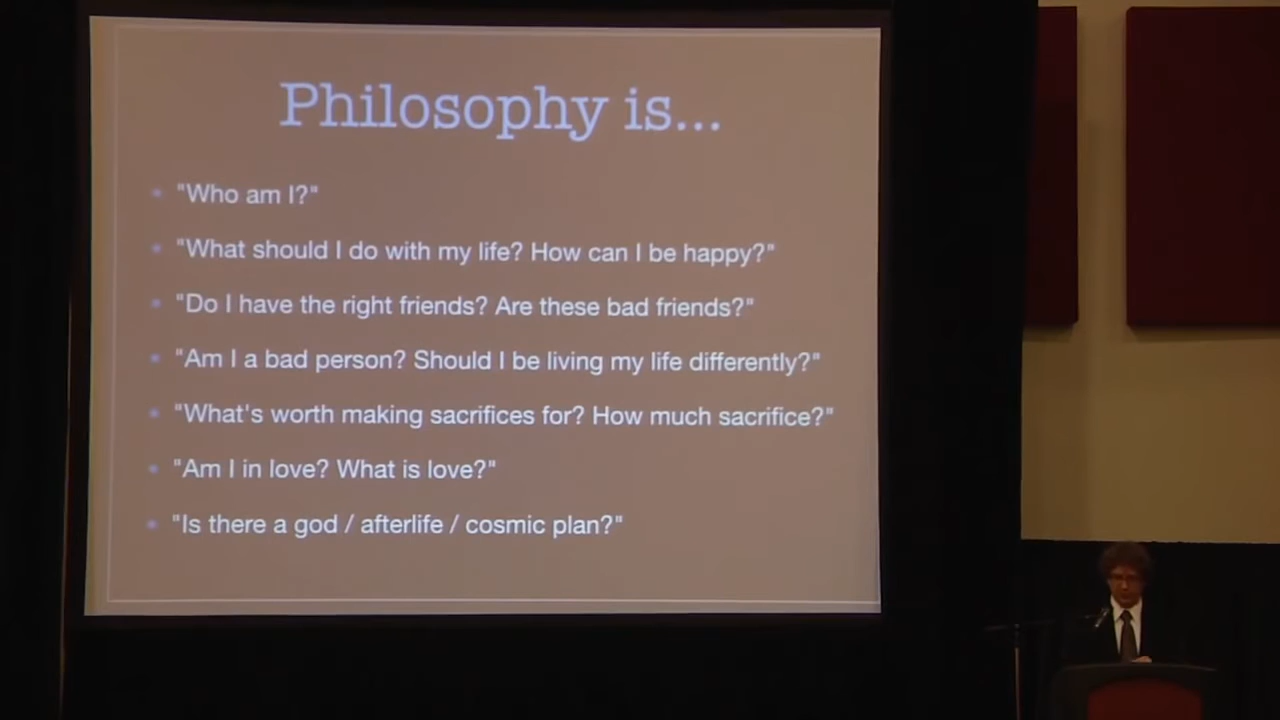 Philosophy is...
"Who am I?"
"What should I do with my life? How can I be happy?"
"Do I have the right friends? Are these bad friends?"
"Am I a bad person? Should I be living my life differently?"
"What's worth making sacrifices for? How much sacrifice?"
"Am I in love? What is love?"
"Is there a god / afterlife / cosmic plan?"